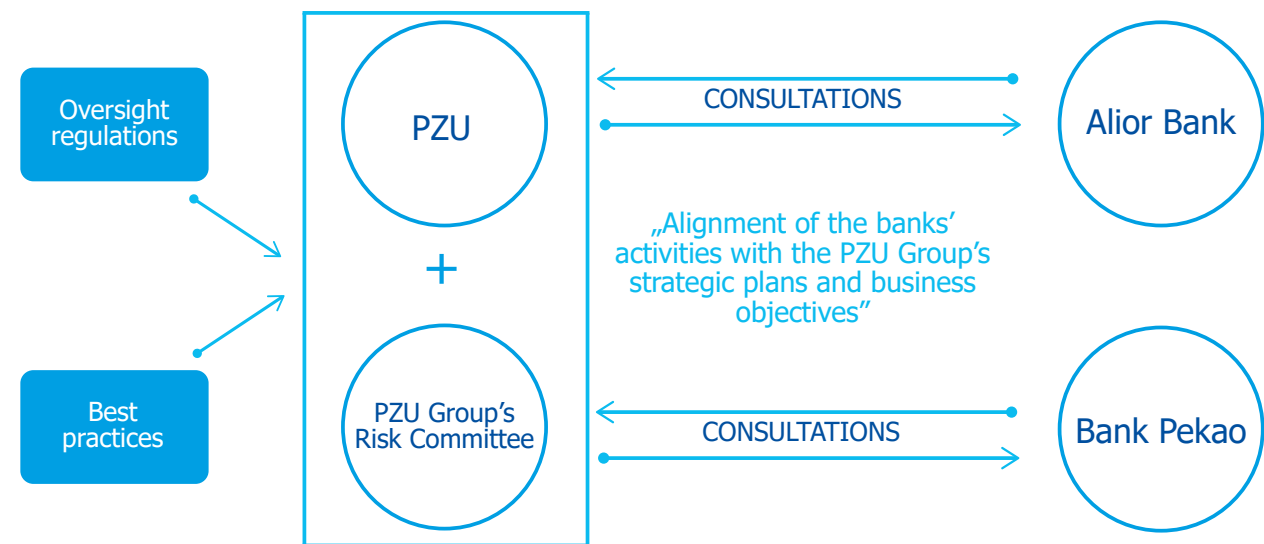 Oversight
regulations
Best
practices
PZU
+
PZU Group’s
Risk Committee
CONSULTATIONS
„Alignment of the banks’
activities with the PZU Group’s
strategic plans and business
objectives”
CONSULTATIONS
Alior Bank
Bank Pekao